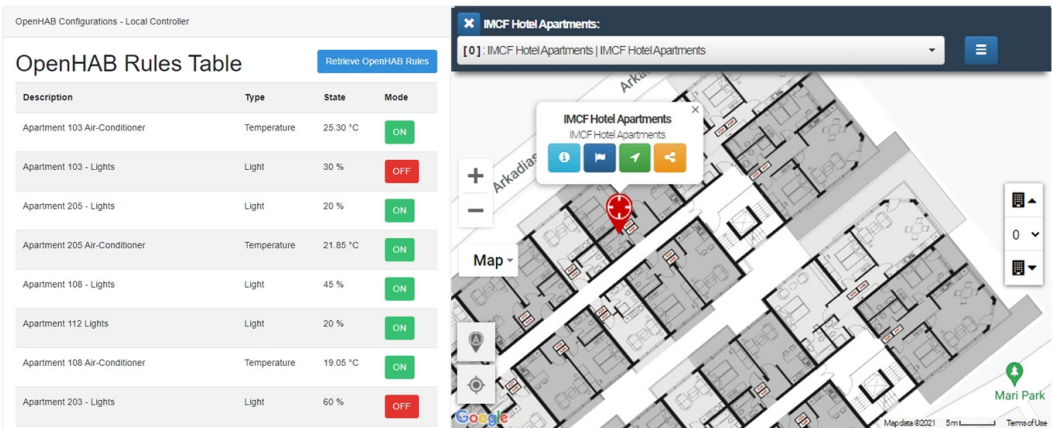 OpenHAB Configurations - Local Controller
OpenHAB Rules Table
Retrieve OpenHAB Rules
Description Type State Mode
Apartment 103 Air-Conditioner Temperature 25.30 °C ON
Apartment 103 - Lights Light 30 % OFF
Apartment 205 - Lights Light 20 % ON
Apartment 205 Air-Conditioner Temperature 21.85 °C ON
Apartment 108 - Lights Light 45 % ON
Apartment 112 Lights Light 20 % ON
Apartment 108 Air-Conditioner Temperature 19.05 °C ON
Apartment 203 - Lights Light 60 % OFF
IMCF Hotel Apartments:
[0]: IMCF Hotel Apartments | IMCF Hotel Apartments
IMCF Hotel Apartments
IMCF Hotel Apartments
Arkadias
0
Map
Mari Park
Google
Map data ©2021 5 m Terms of Use